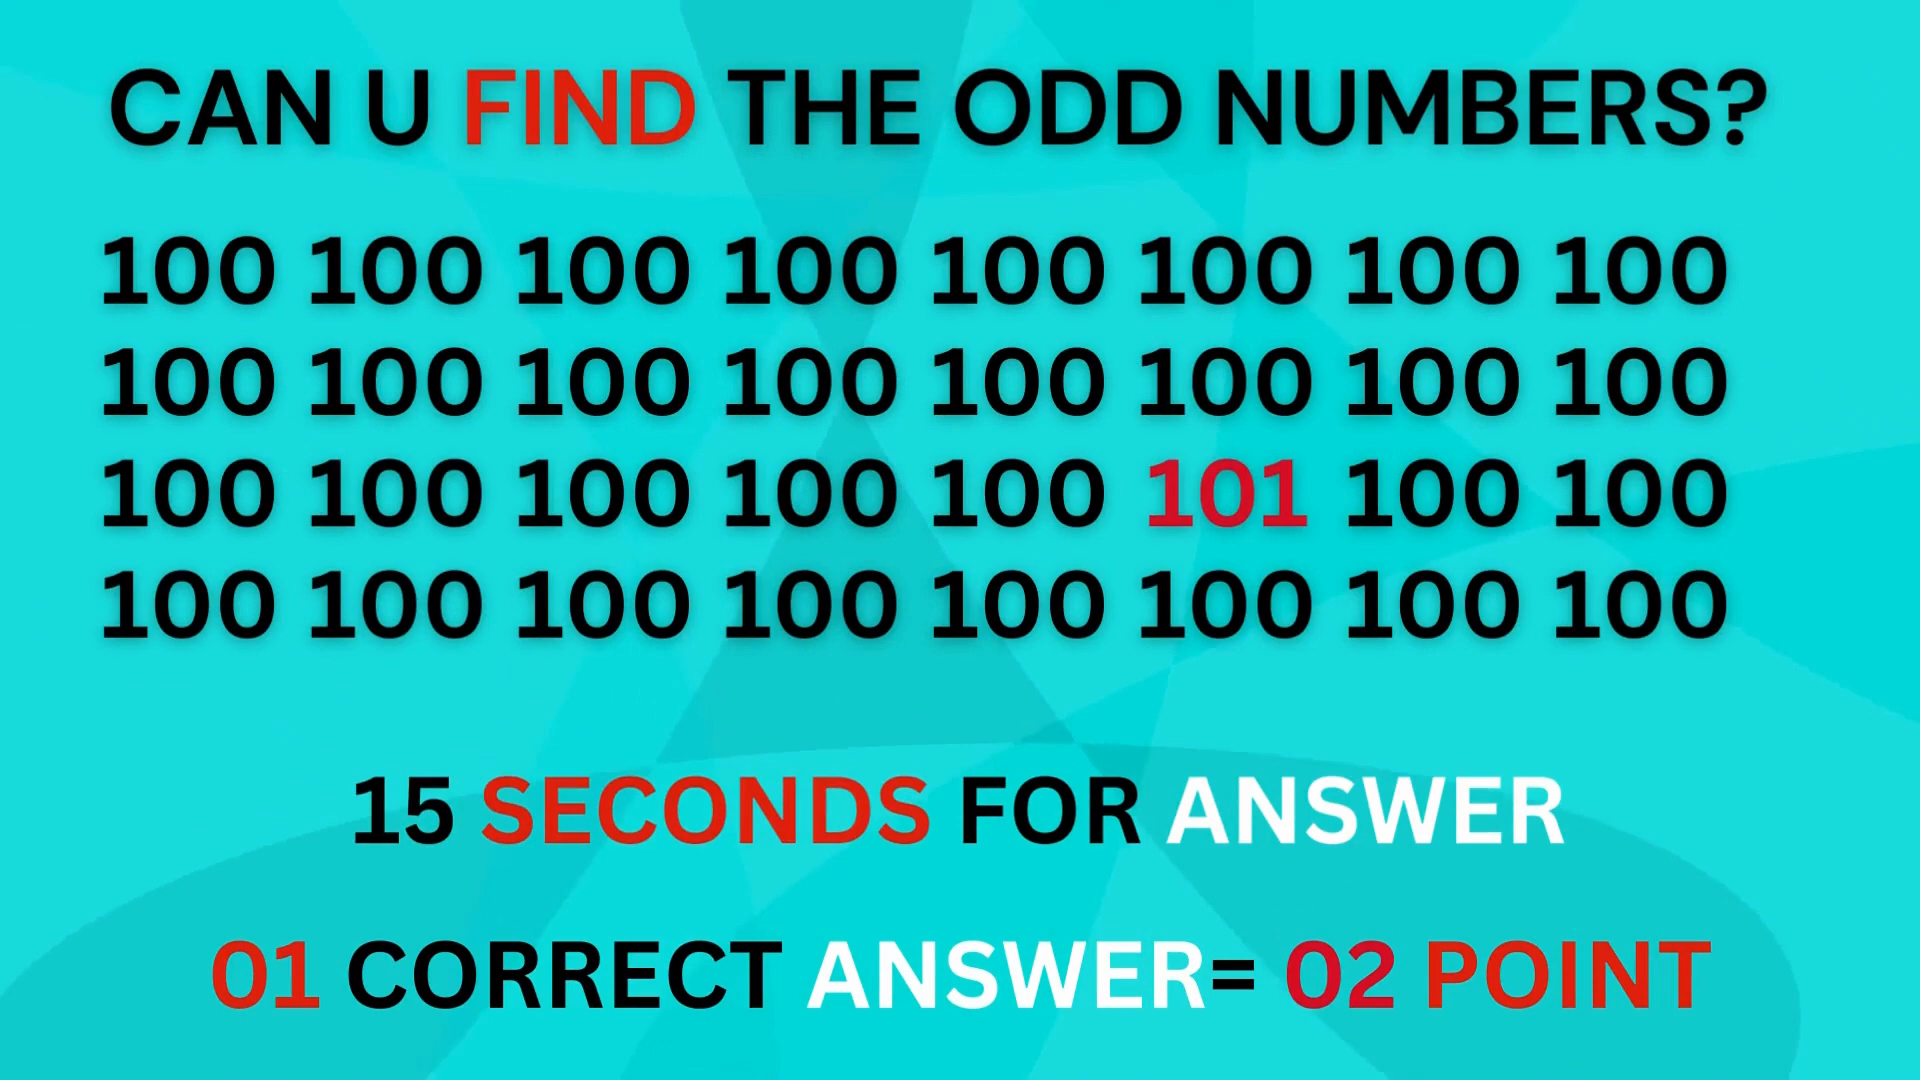 CAN U FIND THE ODD NUMBERS?
100 100 100 100 100 100 100 100
100 100 100 100 100 100 100 100
100 100 100 100 100 101 100 100
100 100 100 100 100 100 100 100
15 SECONDS FOR ANSWER
01 CORRECT ANSWER= 02 POINT